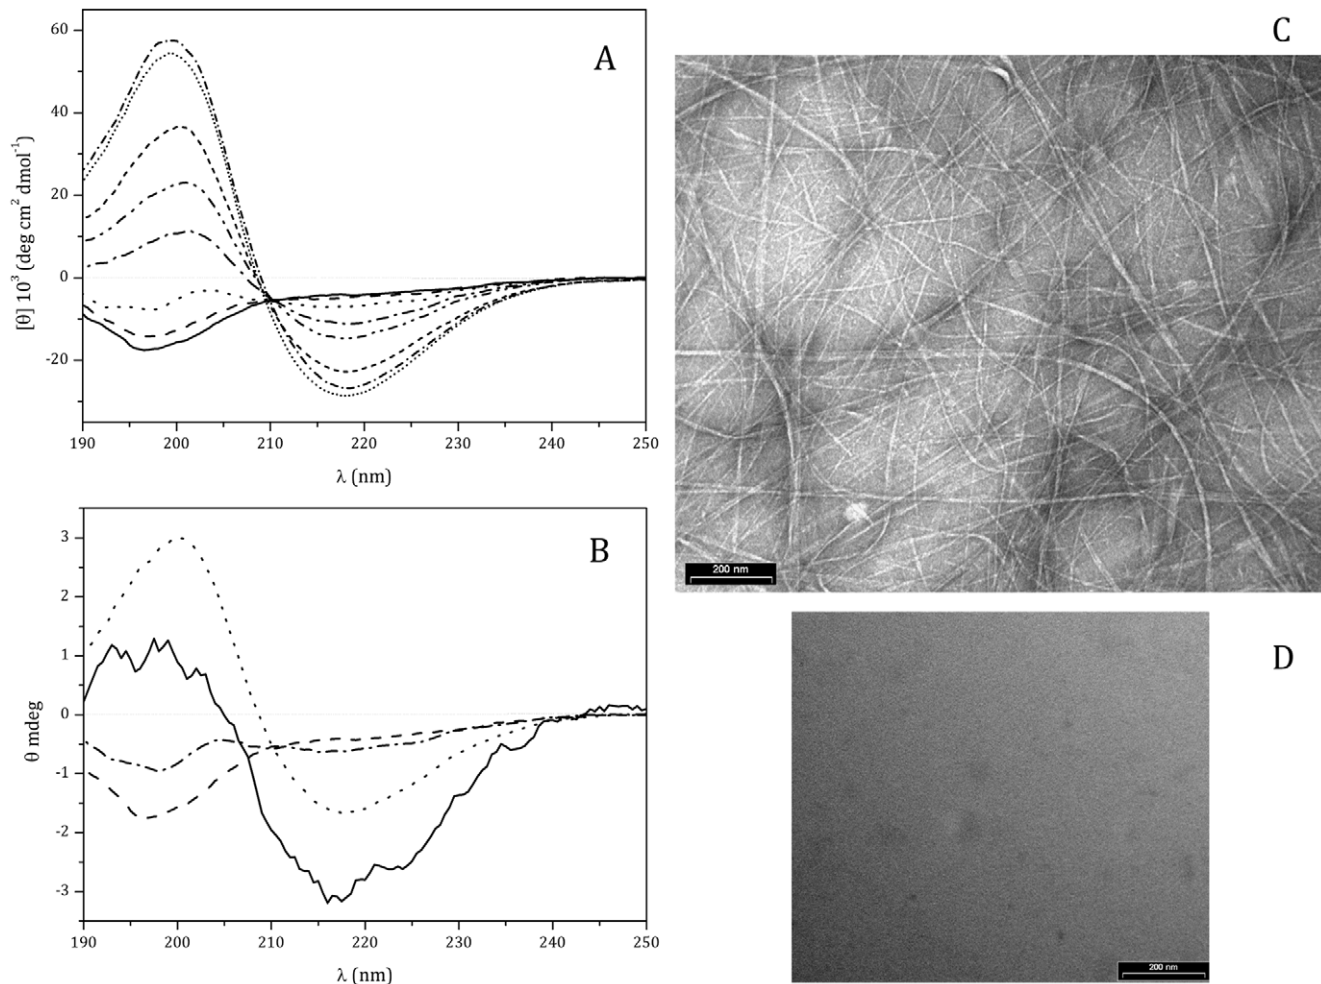 A
60
40
20
0
-20
[θ] 10³ (deg cm² dmol⁻¹)
190 200 210 220 230 240 250
λ (nm)
B
3
2
1
0
-1
-2
-3
θ mdeg
190 200 210 220 230 240 250
λ (nm)
C
200 nm
D
200 nm